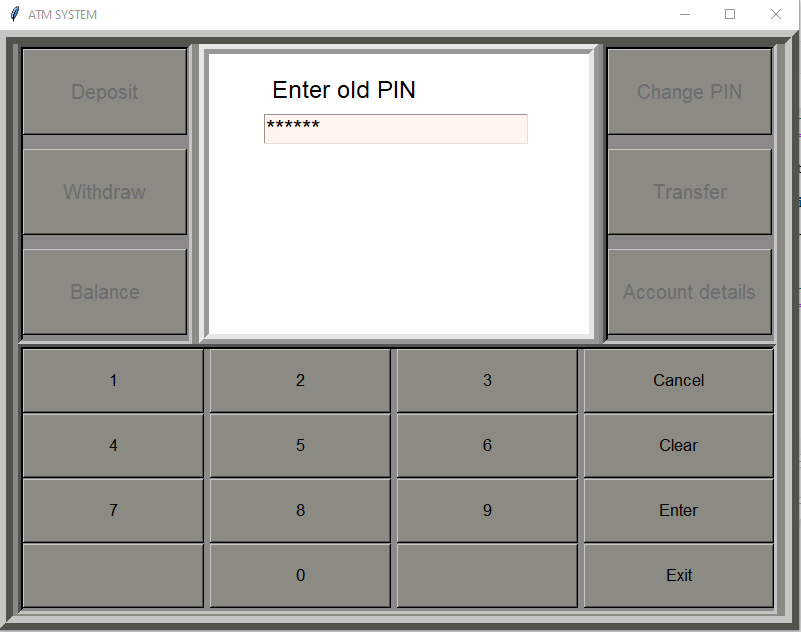 ATM SYSTEM
Deposit
Enter old PIN
Change PIN
******
Withdraw
Transfer
Balance
Account details
1 2 3 Cancel
4 5 6 Clear
7 8 9 Enter
0 Exit